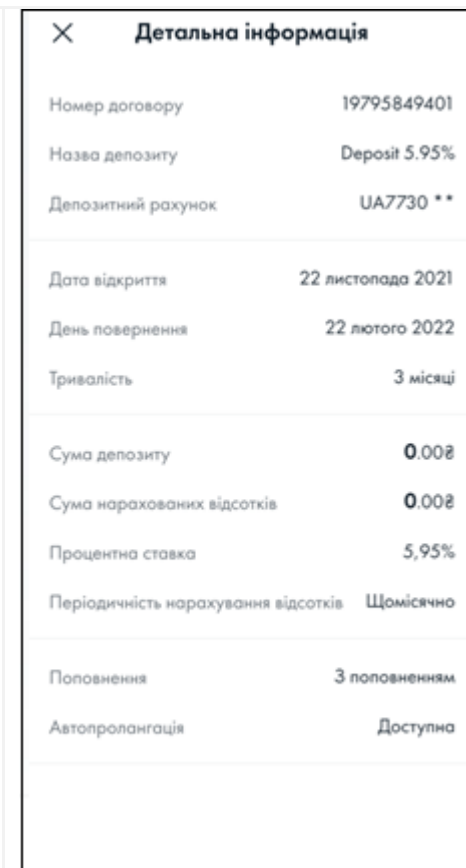 Детальна інформація
Номер договору 19795849401
Назва депозиту Deposit 5.95%
Депозитний рахунок UA7730 **
Дата відкриття 22 листопада 2021
День повернення 22 лютого 2022
Тривалість 3 місяці
Сума депозиту 0.00₴
Сума нарахованих відсотків 0.00₴
Процентна ставка 5,95%
Періодичність нарахування відсотків Щомісячно
Поповнення З поповненням
Автопролангація Доступна